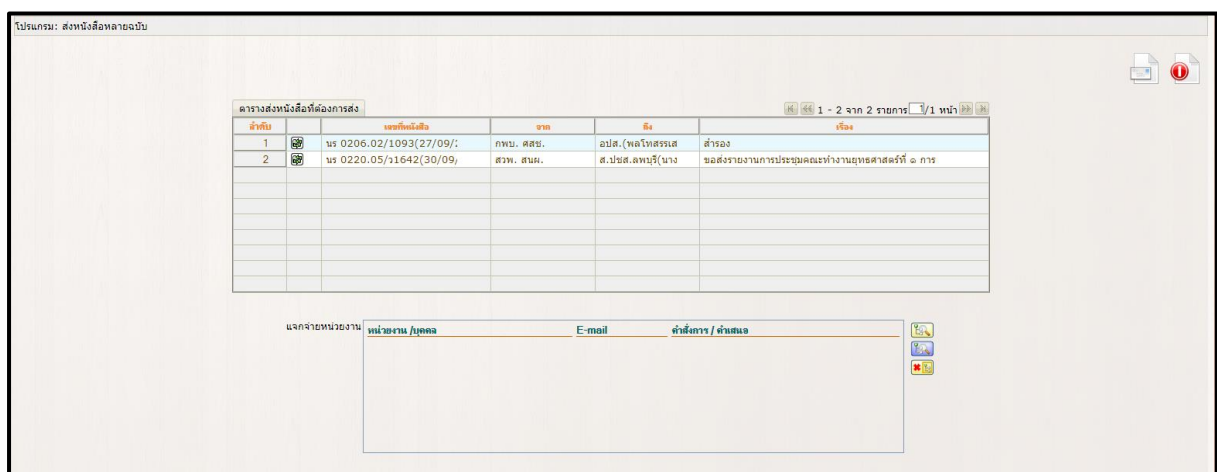 โปรแกรม: ส่งหนังสือหลายฉบับ
ตารางส่งหนังสือที่ต้องการส่ง 1 - 2 จาก 2 รายการ 1/1 หน้า
ลำดับ เลขที่หนังสือ จาก ถึง เรื่อง
1 นร 0206.02/1093(27/09/2 กพบ. ศสช. อปส.(พลโทสรรเส สำรอง
2 นร 0220.05/ว1642(30/09/ สวพ. สนผ. ส.ปชส.ลพบุรี(นาง ขอส่งรายงานการประชุมคณะทำงานยุทธศาสตร์ที่ ๑ การ
แจกจ่ายหน่วยงาน หน่วยงาน /บุคคล E-mail คำสั่งการ / คำเสนอ